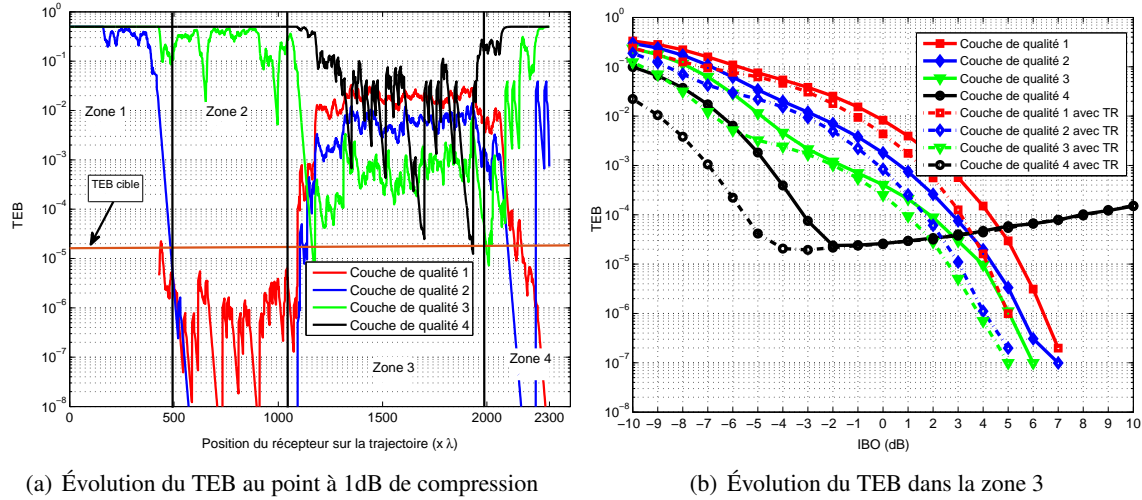 10⁰
10⁻¹
10⁻²
10⁻³
10⁻⁴
10⁻⁵
10⁻⁶
10⁻⁷
10⁻⁸
TEB
Zone 1
Zone 2
TEB cible
Couche de qualité 1
Couche de qualité 2
Couche de qualité 3
Couche de qualité 4
Zone 3
Zone 4
0 500 1000 1500 2000 2300
Position du récepteur sur la trajectoire (x λ)
(a) Évolution du TEB au point à 1dB de compression
10⁰
10⁻¹
10⁻²
10⁻³
10⁻⁴
10⁻⁵
10⁻⁶
10⁻⁷
10⁻⁸
TEB
Couche de qualité 1
Couche de qualité 2
Couche de qualité 3
Couche de qualité 4
Couche de qualité 1 avec TR
Couche de qualité 2 avec TR
Couche de qualité 3 avec TR
Couche de qualité 4 avec TR
−10 −9 −8 −7 −6 −5 −4 −3 −2 −1 0 1 2 3 4 5 6 7 8 9 10
IBO (dB)
(b) Évolution du TEB dans la zone 3